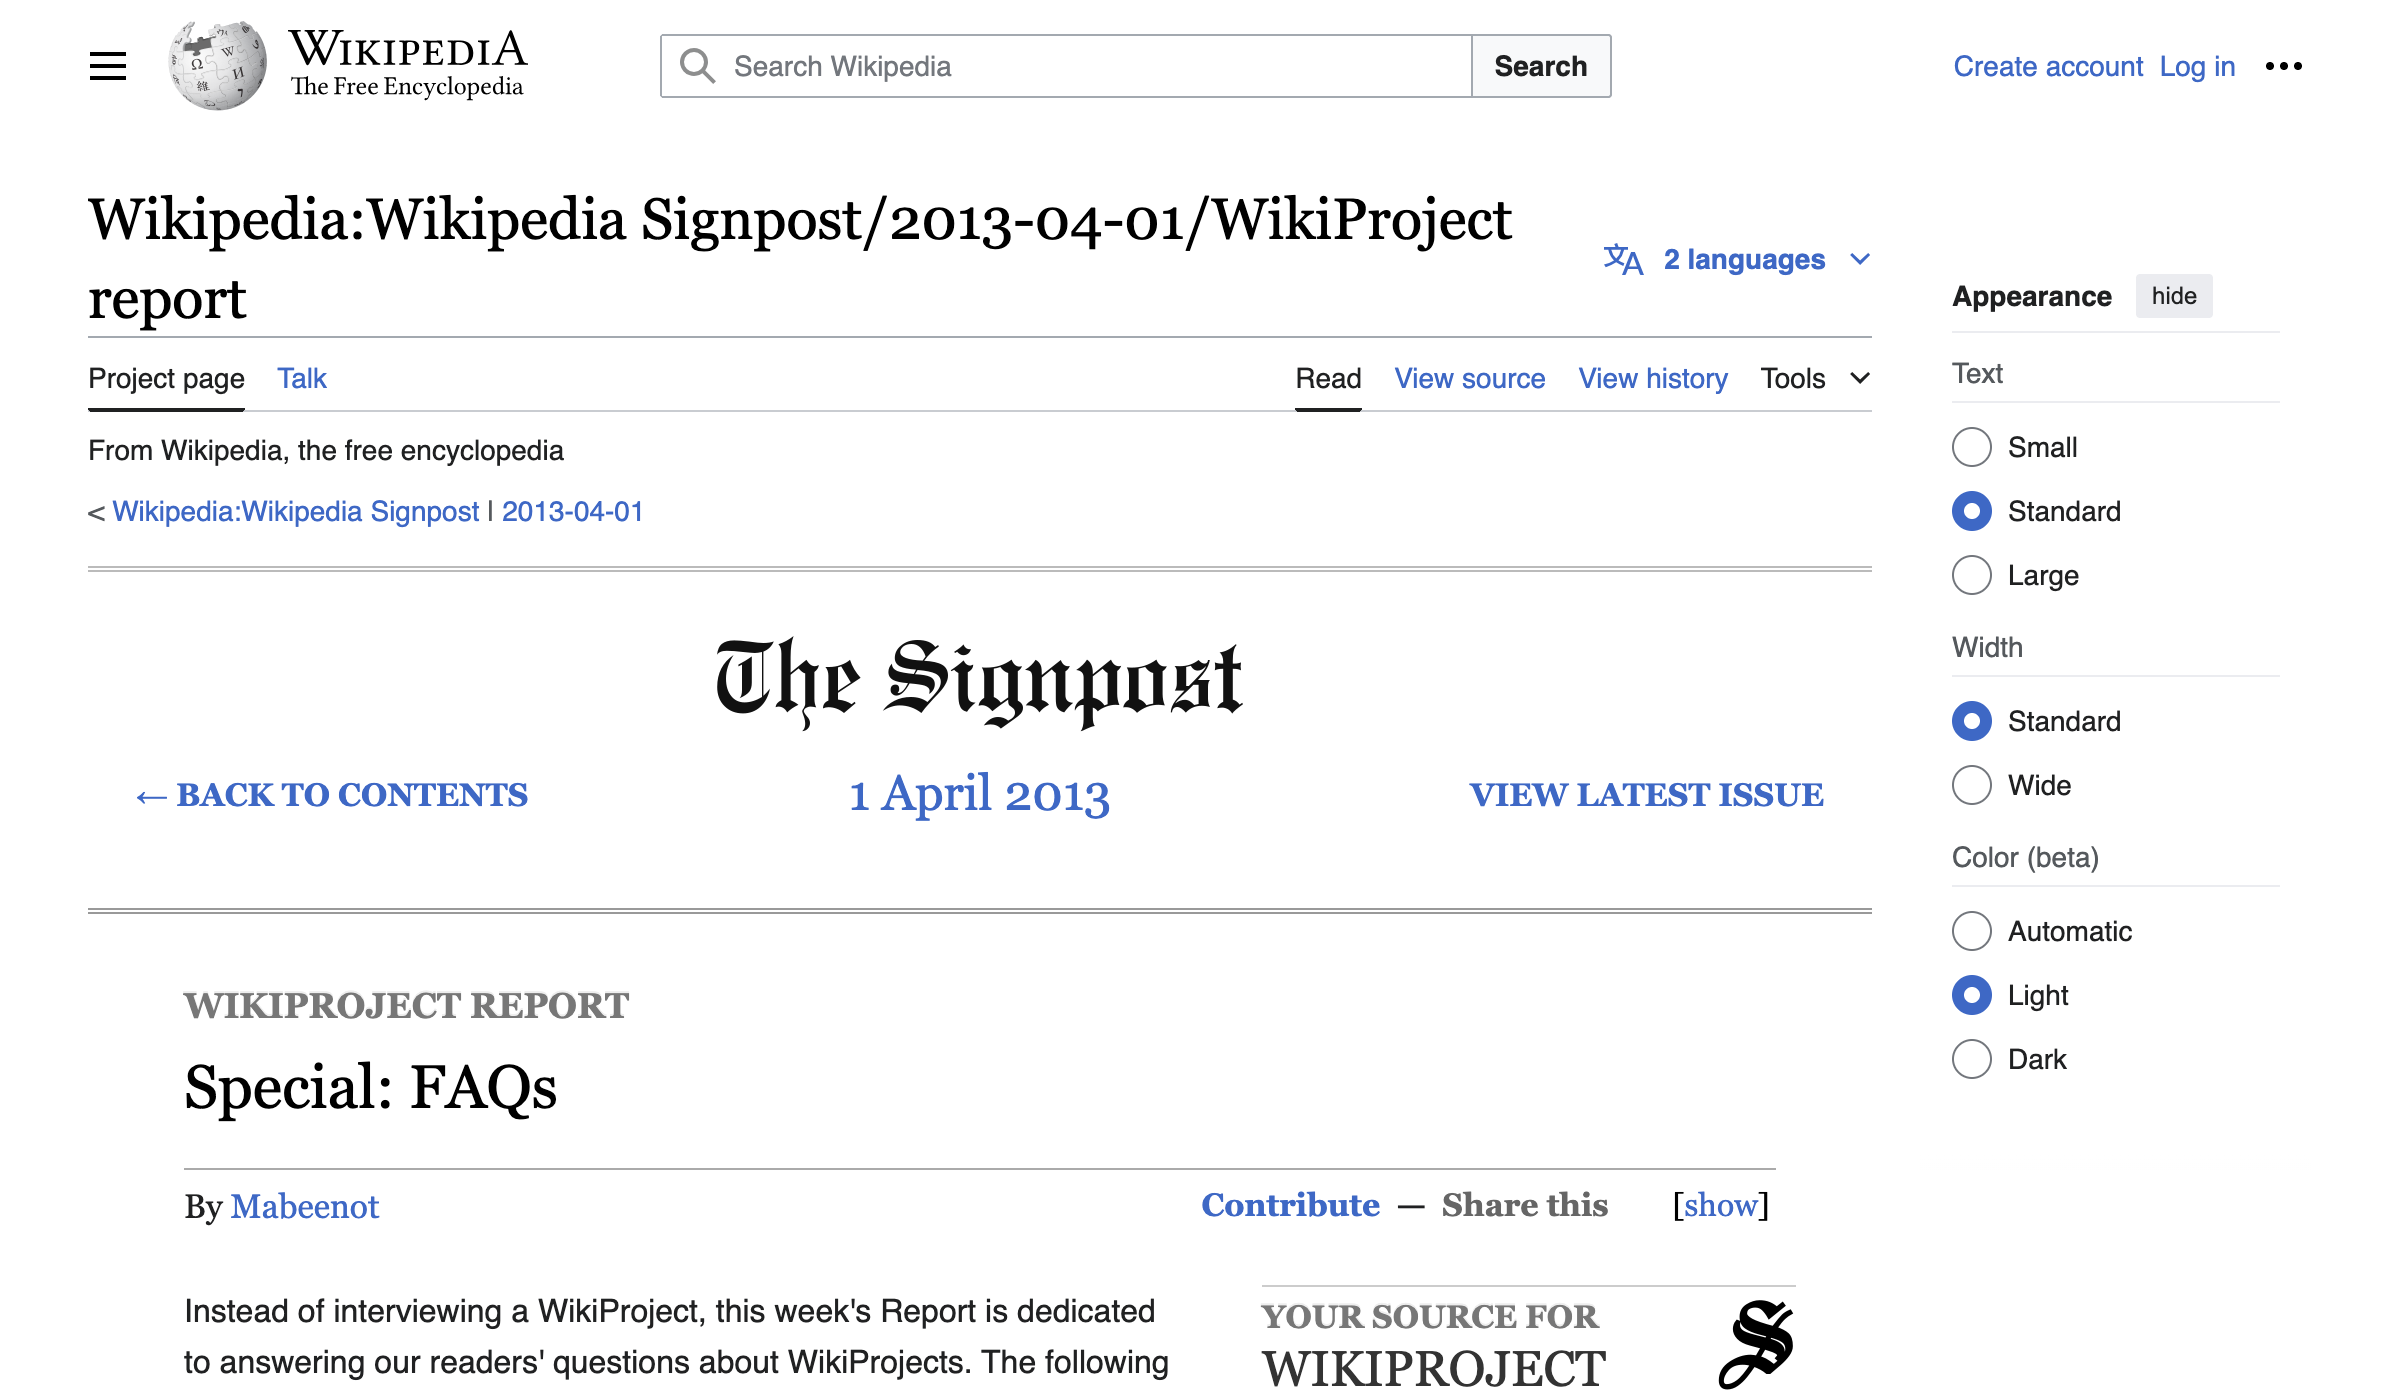 WIKIPEDIA
The Free Encyclopedia
Search Wikipedia
Search
Create account Log in
Wikipedia:Wikipedia Signpost/2013-04-01/WikiProject
report
2 languages
Project page Talk
Read View source View history Tools
From Wikipedia, the free encyclopedia
< Wikipedia:Wikipedia Signpost | 2013-04-01
The Signpost
← BACK TO CONTENTS
1 April 2013
VIEW LATEST ISSUE
WIKIPROJECT REPORT
Special: FAQs
By Mabeenot
Contribute — Share this [show]
Instead of interviewing a WikiProject, this week's Report is dedicated
to answering our readers' questions about WikiProjects. The following
YOUR SOURCE FOR
WIKIPROJECT
Appearance hide
Text
Small
Standard
Large
Width
Standard
Wide
Color (beta)
Automatic
Light
Dark